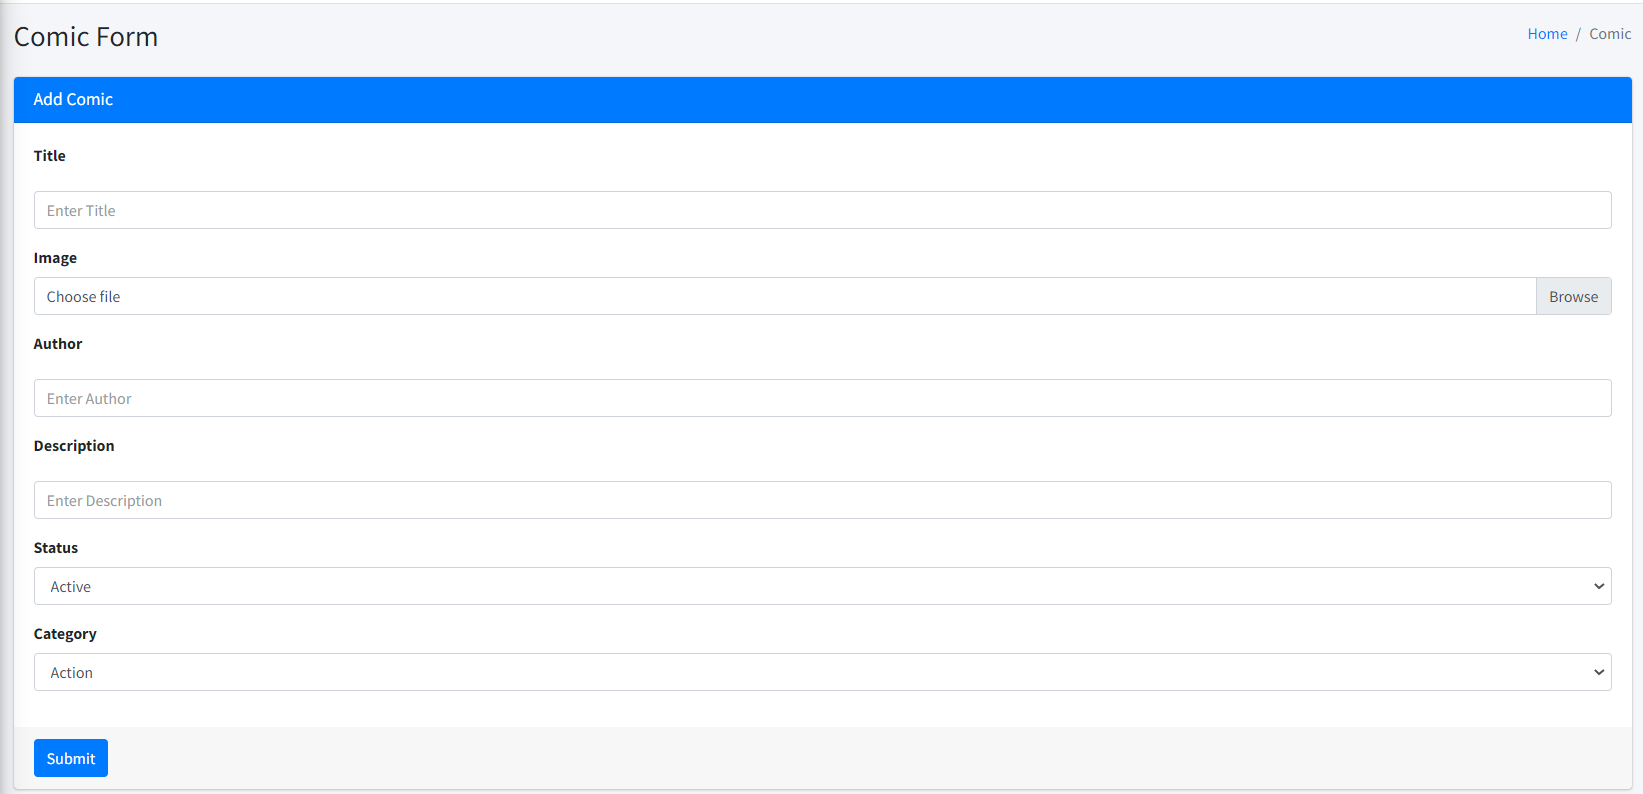 Comic Form
Home / Comic
Add Comic
Title
Enter Title
Image
Choose file
Browse
Author
Enter Author
Description
Enter Description
Status
Active
Category
Action
Submit